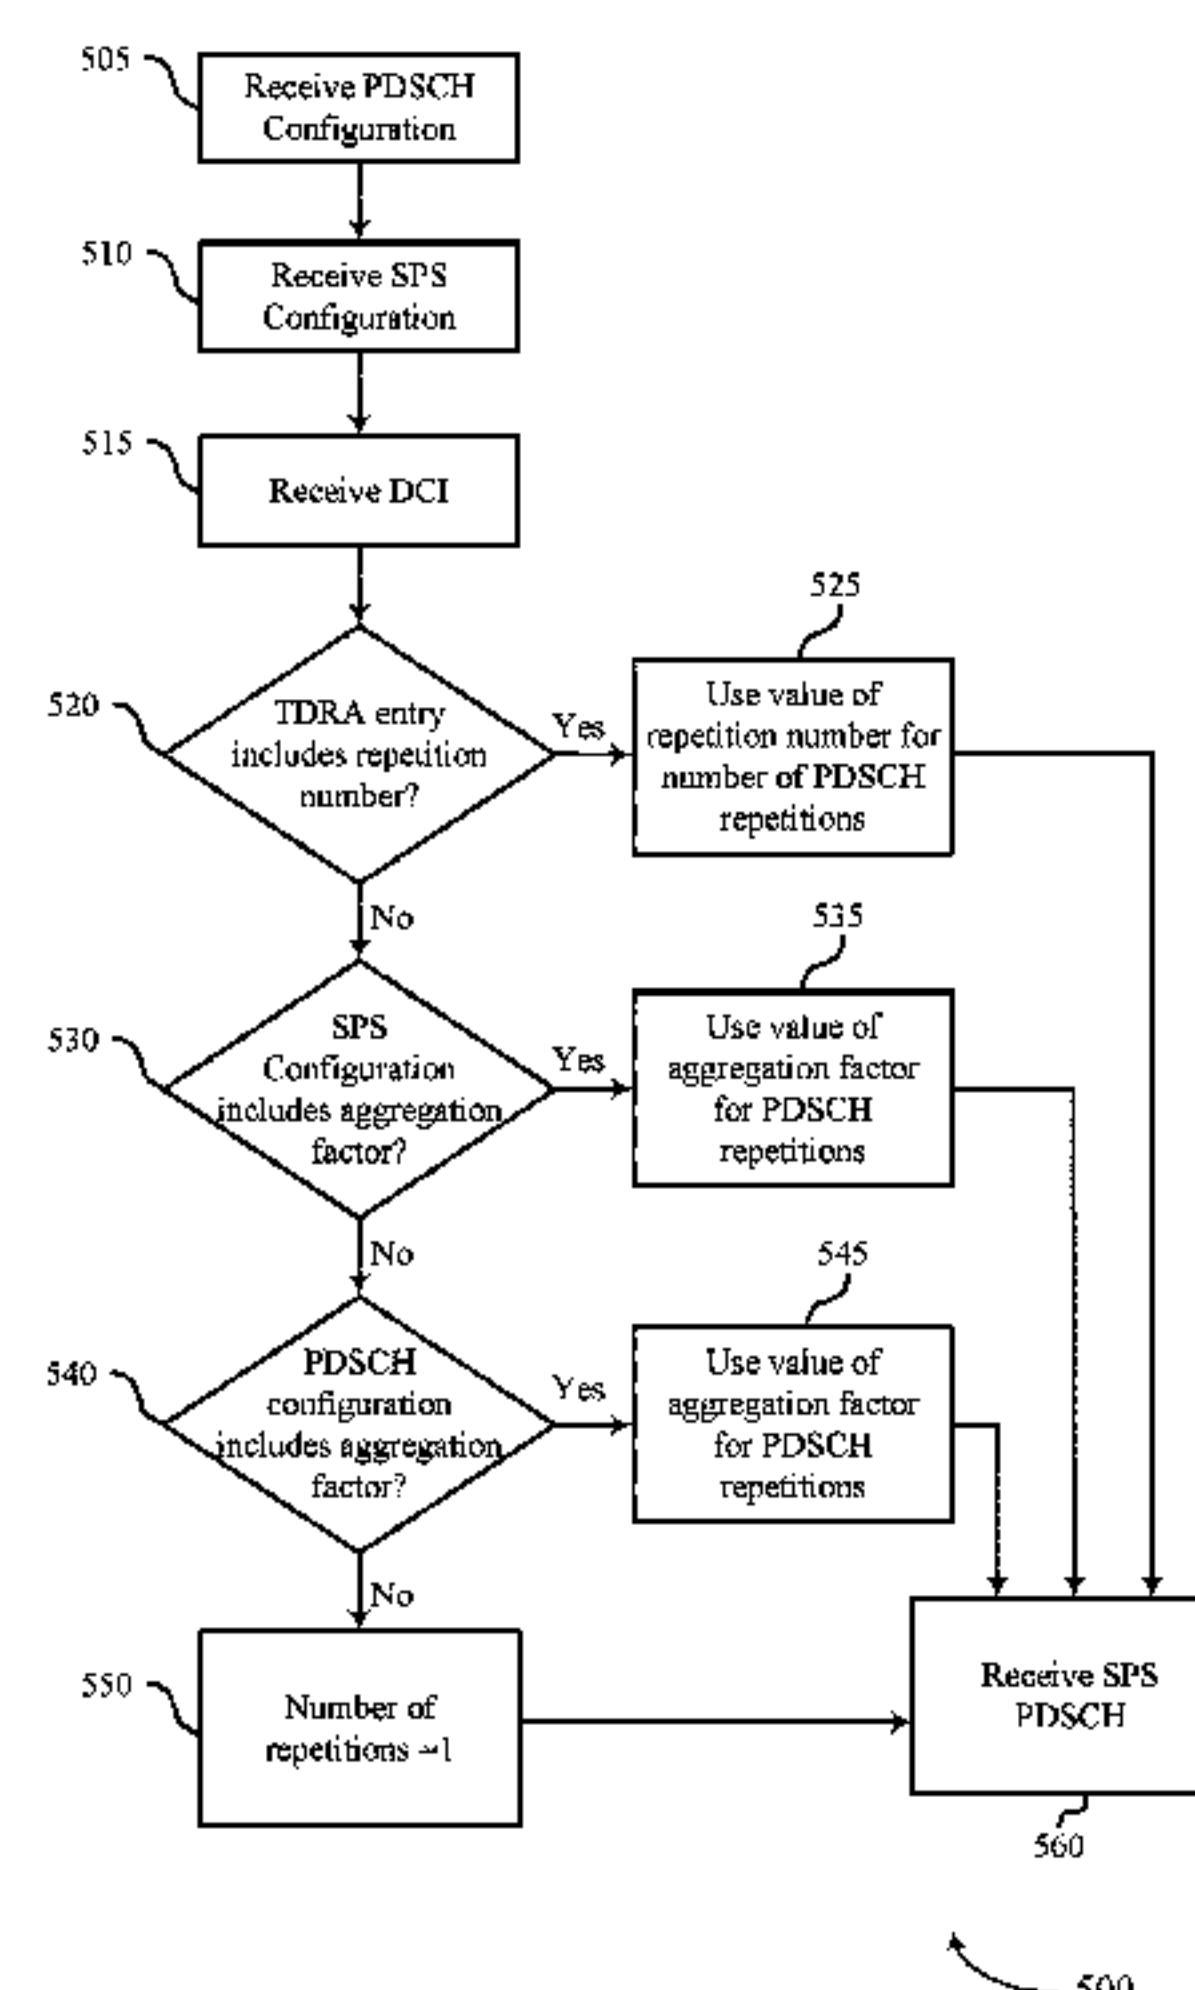 505
Receive PDSCH
Configuration
510
Receive SPS
Configuration
515
Receive DCI
520
TDRA entry
includes repetition
number?
Yes
525
Use value of
repetition number for
number of PDSCH
repetitions
No
530
SPS
Configuration
includes aggregation
factor?
Yes
535
Use value of
aggregation factor
for PDSCH
repetitions
No
540
PDSCH
configuration
includes aggregation
factor?
Yes
545
Use value of
aggregation factor
for PDSCH
repetitions
No
550
Number of
repetitions =1
Receive SPS
PDSCH
560
500